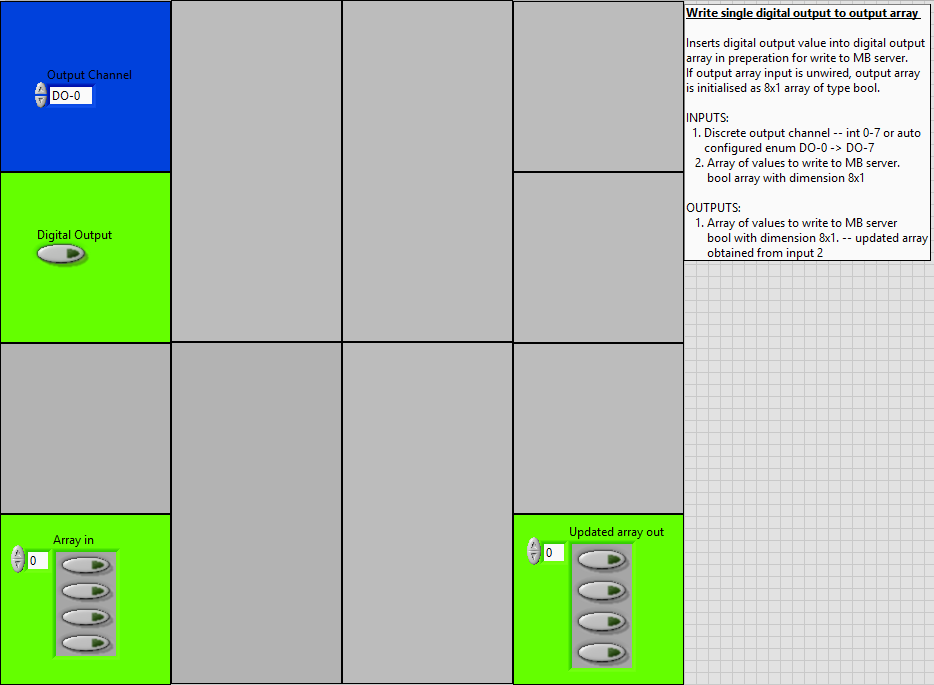 Output Channel
DO-0
Digital Output
Array in
0
Updated array out
0
Write single digital output to output array
Inserts digital output value into digital output
array in preperation for write to MB server.
If output array input is unwired, output array
is initialised as 8x1 array of type bool.
INPUTS:
1. Discrete output channel -- int 0-7 or auto
configured enum DO-0 -> DO-7
2. Array of values to write to MB server.
bool array with dimension 8x1
OUTPUTS:
1. Array of values to write to MB server
bool with dimension 8x1. -- updated array
obtained from input 2